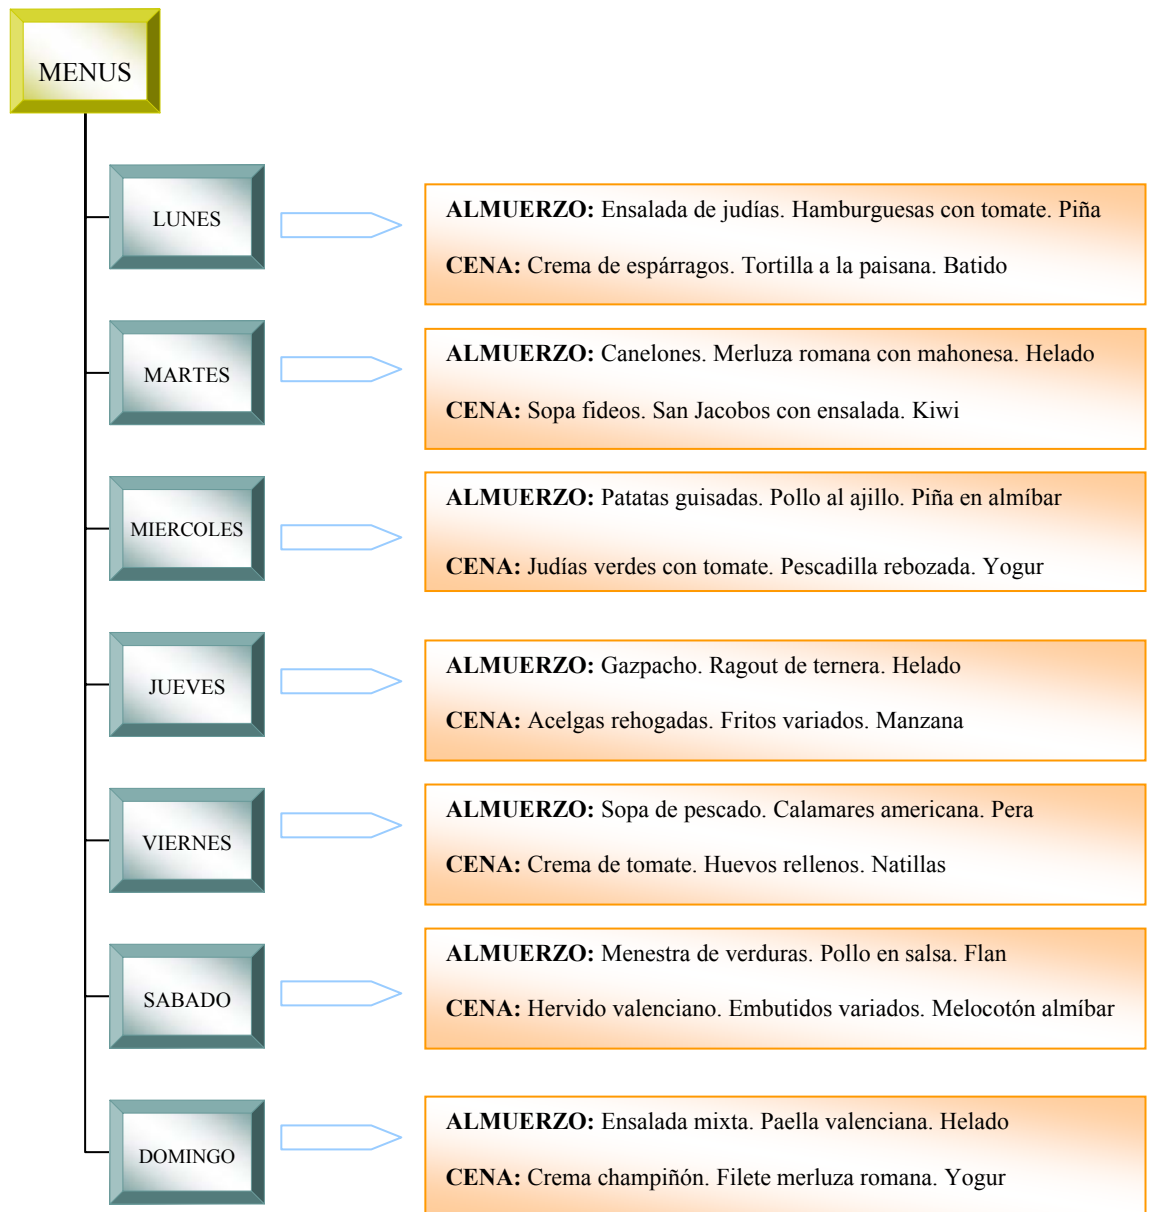 MENUS
LUNES
ALMUERZO: Ensalada de judías. Hamburguesas con tomate. Piña
CENA: Crema de espárragos. Tortilla a la paisana. Batido
MARTES
ALMUERZO: Canelones. Merluza romana con mahonesa. Helado
CENA: Sopa fideos. San Jacobos con ensalada. Kiwi
MIERCOLES
ALMUERZO: Patatas guisadas. Pollo al ajillo. Piña en almíbar
CENA: Judías verdes con tomate. Pescadilla rebozada. Yogur
JUEVES
ALMUERZO: Gazpacho. Ragout de ternera. Helado
CENA: Acelgas rehogadas. Fritos variados. Manzana
VIERNES
ALMUERZO: Sopa de pescado. Calamares americana. Pera
CENA: Crema de tomate. Huevos rellenos. Natillas
SABADO
ALMUERZO: Menestra de verduras. Pollo en salsa. Flan
CENA: Hervido valenciano. Embutidos variados. Melocotón almíbar
DOMINGO
ALMUERZO: Ensalada mixta. Paella valenciana. Helado
CENA: Crema champiñón. Filete merluza romana. Yogur